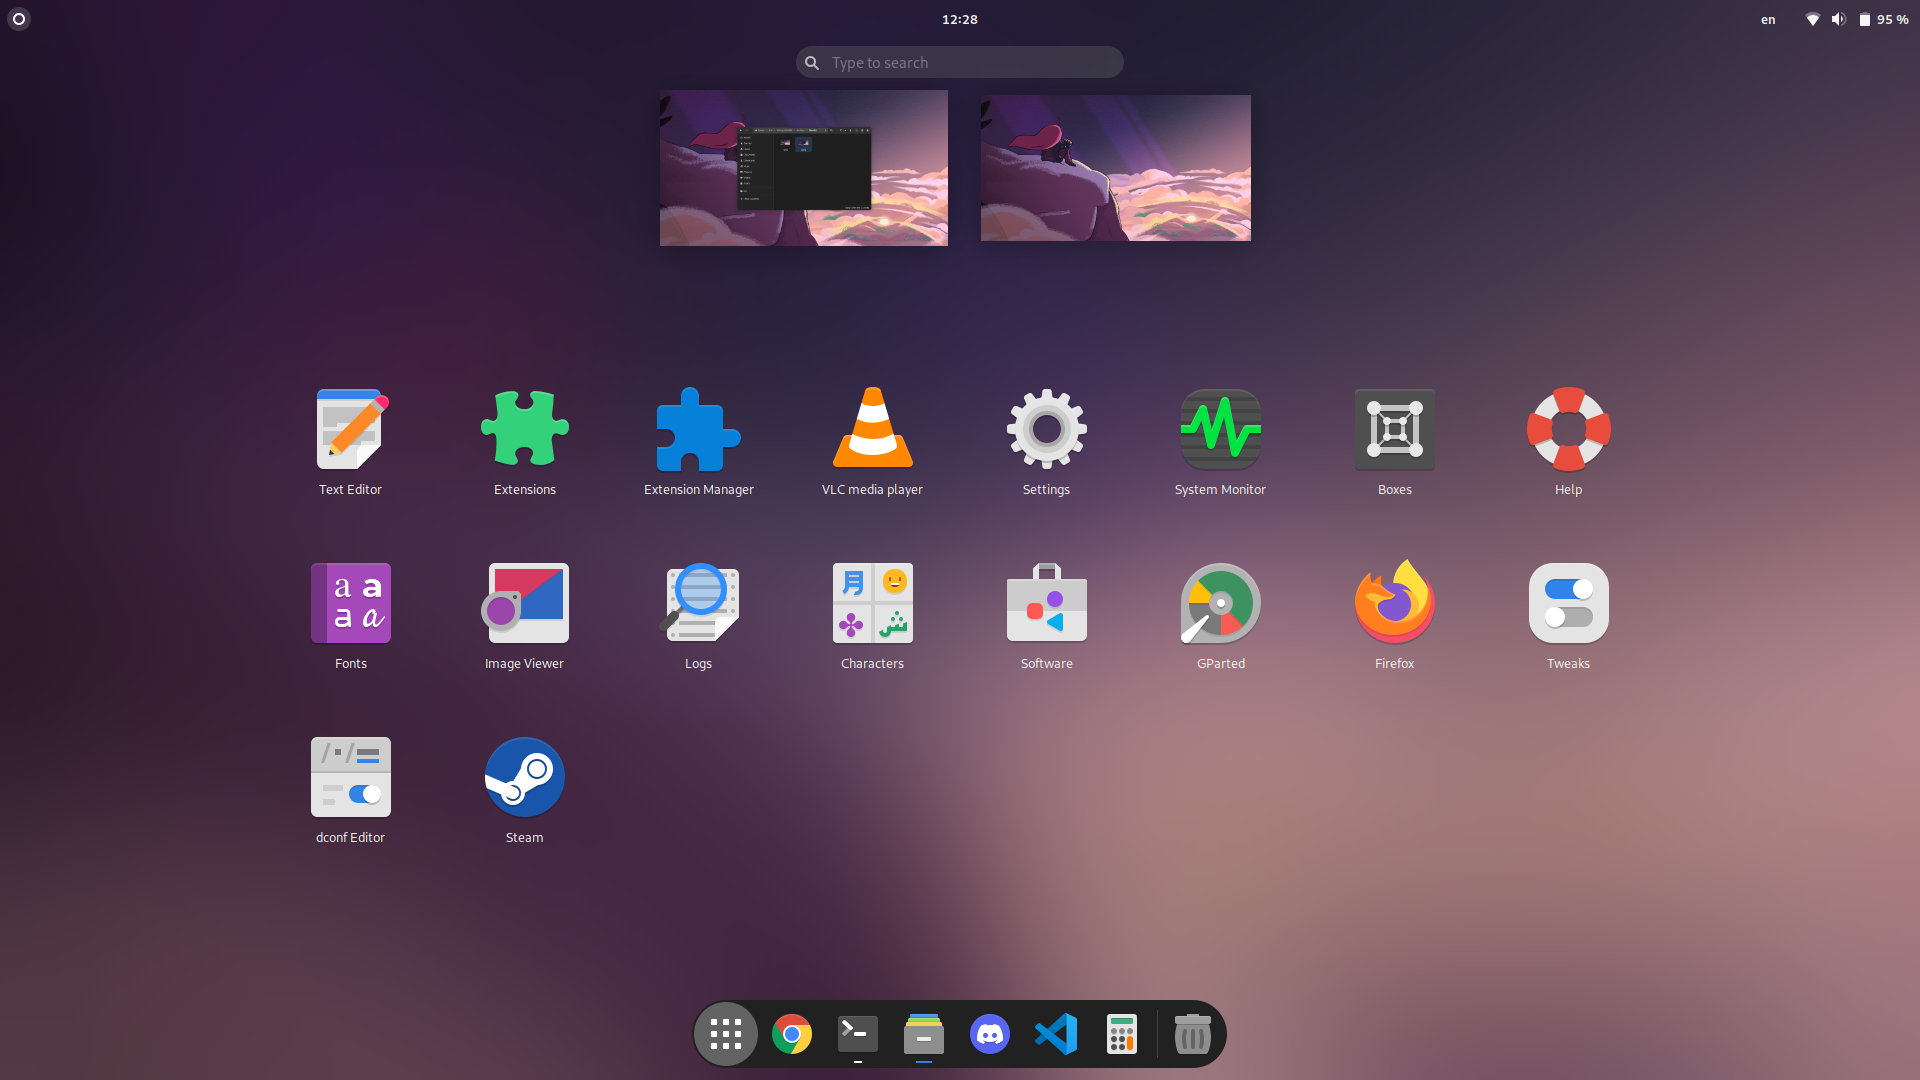 12:28
en
95 %
Type to search
Text Editor
Extensions
Extension Manager
VLC media player
Settings
System Monitor
Boxes
Help
Fonts
Image Viewer
Logs
Characters
Software
GParted
Firefox
Tweaks
dconf Editor
Steam